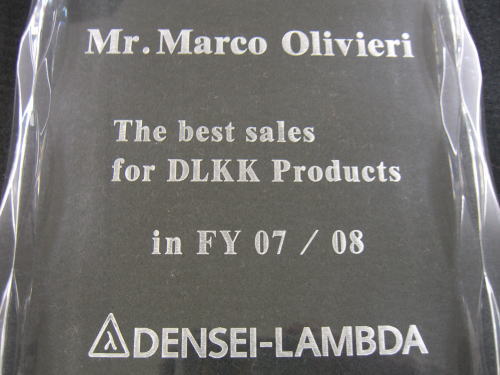 Mr. Marco Olivieri
The best sales
for DLKK Products
in FY 07 / 08
λ DENSEI-LAMBDA